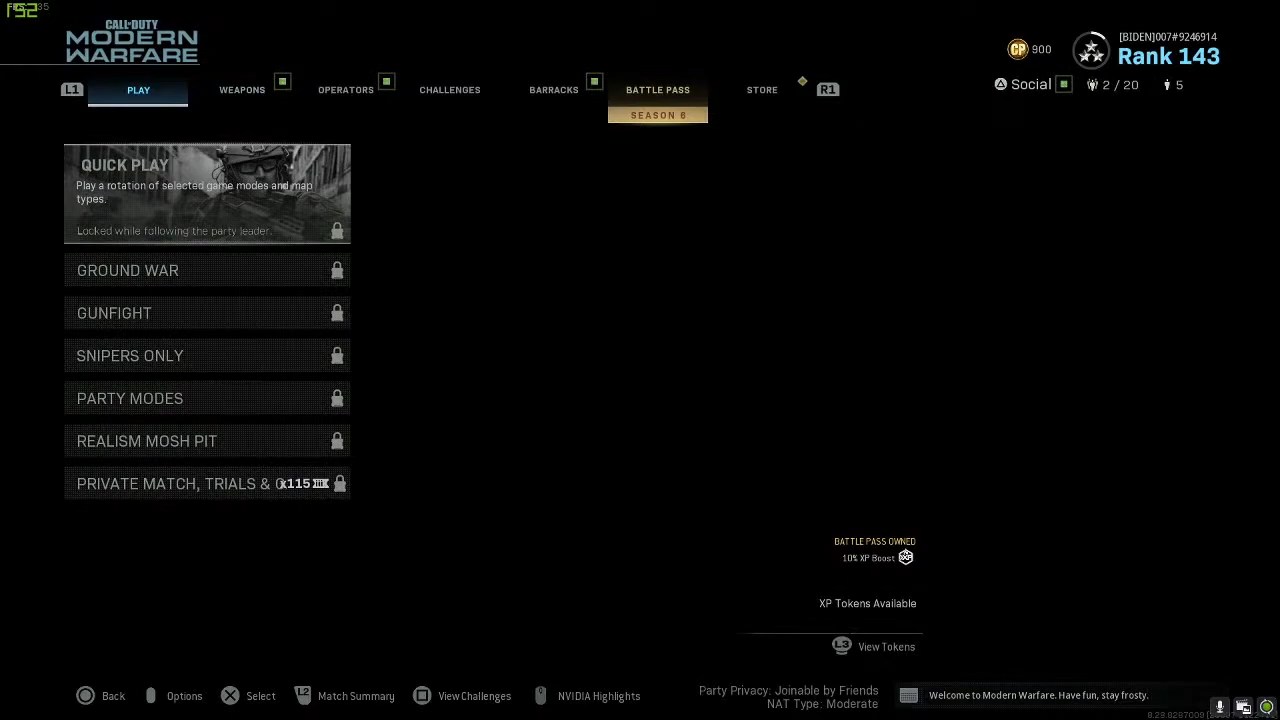 CALL OF DUTY
MODERN
WARFARE
CP 900
[BIDEN]007#9246914
Rank 143
L1
PLAY
WEAPONS
OPERATORS
CHALLENGES
BARRACKS
BATTLE PASS
STORE
R1
SEASON 6
Social
2 / 20
5
QUICK PLAY
Play a rotation of selected game modes and map
types.
Locked while following the party leader.
GROUND WAR
GUNFIGHT
SNIPERS ONLY
PARTY MODES
REALISM MOSH PIT
PRIVATE MATCH, TRIALS &
x115
BATTLE PASS OWNED
10% XP Boost
XP Tokens Available
L3 View Tokens
Back
Options
Select
L2 Match Summary
View Challenges
NVIDIA Highlights
Party Privacy: Joinable by Friends
NAT Type: Moderate
Welcome to Modern Warfare. Have fun, stay frosty.